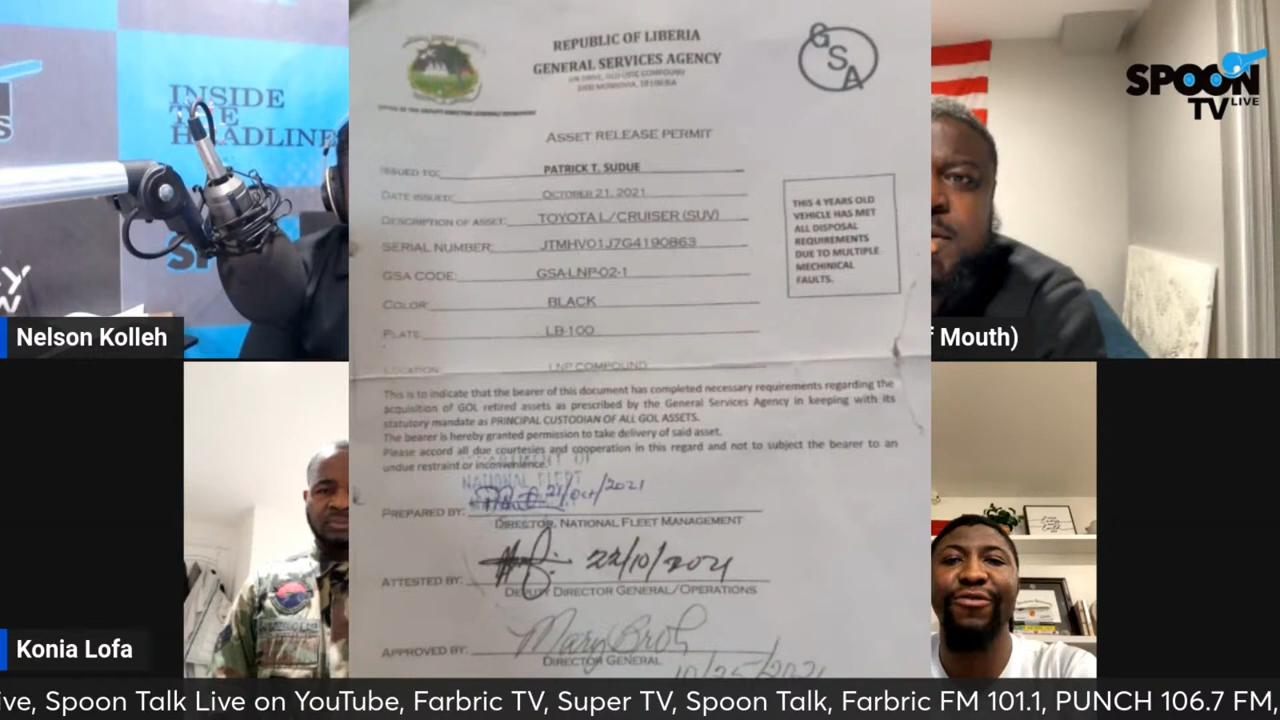 INSIDE
THE
HEADLINE
SPOON
TV LIVE
REPUBLIC OF LIBERIA
GENERAL SERVICES AGENCY
GSA
ASSET RELEASE PERMIT
ISSUED TO: PATRICK T. SUDUE
DATE ISSUED: OCTOBER 21, 2021
DESCRIPTION OF ASSET: TOYOTA L/CRUISER (SUV)
SERIAL NUMBER: JTMHV01J7G4190863
GSA CODE: GSA-LNP-02-1
COLOR: BLACK
PLATE: LB-100
LOCATION: LNP COMPOUND
THIS 4 YEARS OLD
VEHICLE HAS MET
ALL DISPOSAL
REQUIREMENTS
DUE TO MULTIPLE
MECHINICAL
FAULTS.
This is to indicate that the bearer of this document has completed necessary requirements regarding the
acquisition of GOL retired assets as prescribed by the General Services Agency in keeping with its
statutory mandate as PRINCIPAL CUSTODIAN OF ALL GOL ASSETS.
The bearer is hereby granted permission to take delivery of said asset.
Please accord all due courtesies and cooperation in this regard and not to subject the bearer to an
undue restraint or inconvenience.
NATIONAL FLEET
21/Oct/2021
PREPARED BY:
DIRECTOR, NATIONAL FLEET MANAGEMENT
22/10/2021
ATTESTED BY:
DEPUTY DIRECTOR GENERAL/OPERATIONS
Mary Broh
APPROVED BY:
DIRECTOR GENERAL
10/25/2021
Nelson Kolleh
f Mouth)
Konia Lofa
ive, Spoon Talk Live on YouTube, Farbric TV, Super TV, Spoon Talk, Farbric FM 101.1, PUNCH 106.7 FM,